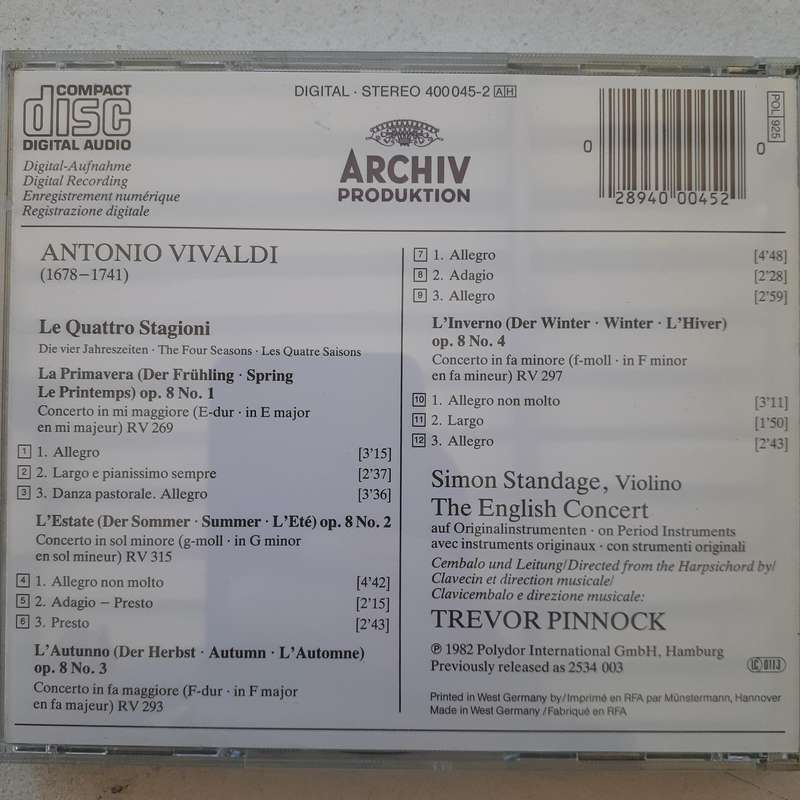 COMPACT
disc
DIGITAL AUDIO
Digital-Aufnahme
Digital Recording
Enregistrement numérique
Registrazione digitale
DIGITAL · STEREO 400 045-2 AH
ARCHIV
PRODUKTION
0 28940 00452 0
POL 925
ANTONIO VIVALDI
(1678–1741)
Le Quattro Stagioni
Die vier Jahreszeiten · The Four Seasons · Les Quatre Saisons
La Primavera (Der Frühling · Spring
Le Printemps) op. 8 No. 1
Concerto in mi maggiore (E-dur · in E major
en mi majeur) RV 269
1 1. Allegro [3'15]
2 2. Largo e pianissimo sempre [2'37]
3 3. Danza pastorale. Allegro [3'36]
L'Estate (Der Sommer · Summer · L'Eté) op. 8 No. 2
Concerto in sol minore (g-moll · in G minor
en sol mineur) RV 315
4 1. Allegro non molto [4'42]
5 2. Adagio – Presto [2'15]
6 3. Presto [2'43]
L'Autunno (Der Herbst · Autumn · L'Automne)
op. 8 No. 3
Concerto in fa maggiore (F-dur · in F major
en fa majeur) RV 293
7 1. Allegro [4'48]
8 2. Adagio [2'28]
9 3. Allegro [2'59]
L'Inverno (Der Winter · Winter · L'Hiver)
op. 8 No. 4
Concerto in fa minore (f-moll · in F minor
en fa mineur) RV 297
10 1. Allegro non molto [3'11]
11 2. Largo [1'50]
12 3. Allegro [2'43]
Simon Standage, Violino
The English Concert
auf Originalinstrumenten · on Period Instruments
avec instruments originaux · con strumenti originali
Cembalo und Leitung/Directed from the Harpsichord by/
Clavecin et direction musicale/
Clavicembalo e direzione musicale:
TREVOR PINNOCK
℗ 1982 Polydor International GmbH, Hamburg
Previously released as 2534 003
LC 0113
Printed in West Germany by/Imprimé en RFA par Münstermann, Hannover
Made in West Germany/Fabriqué en RFA